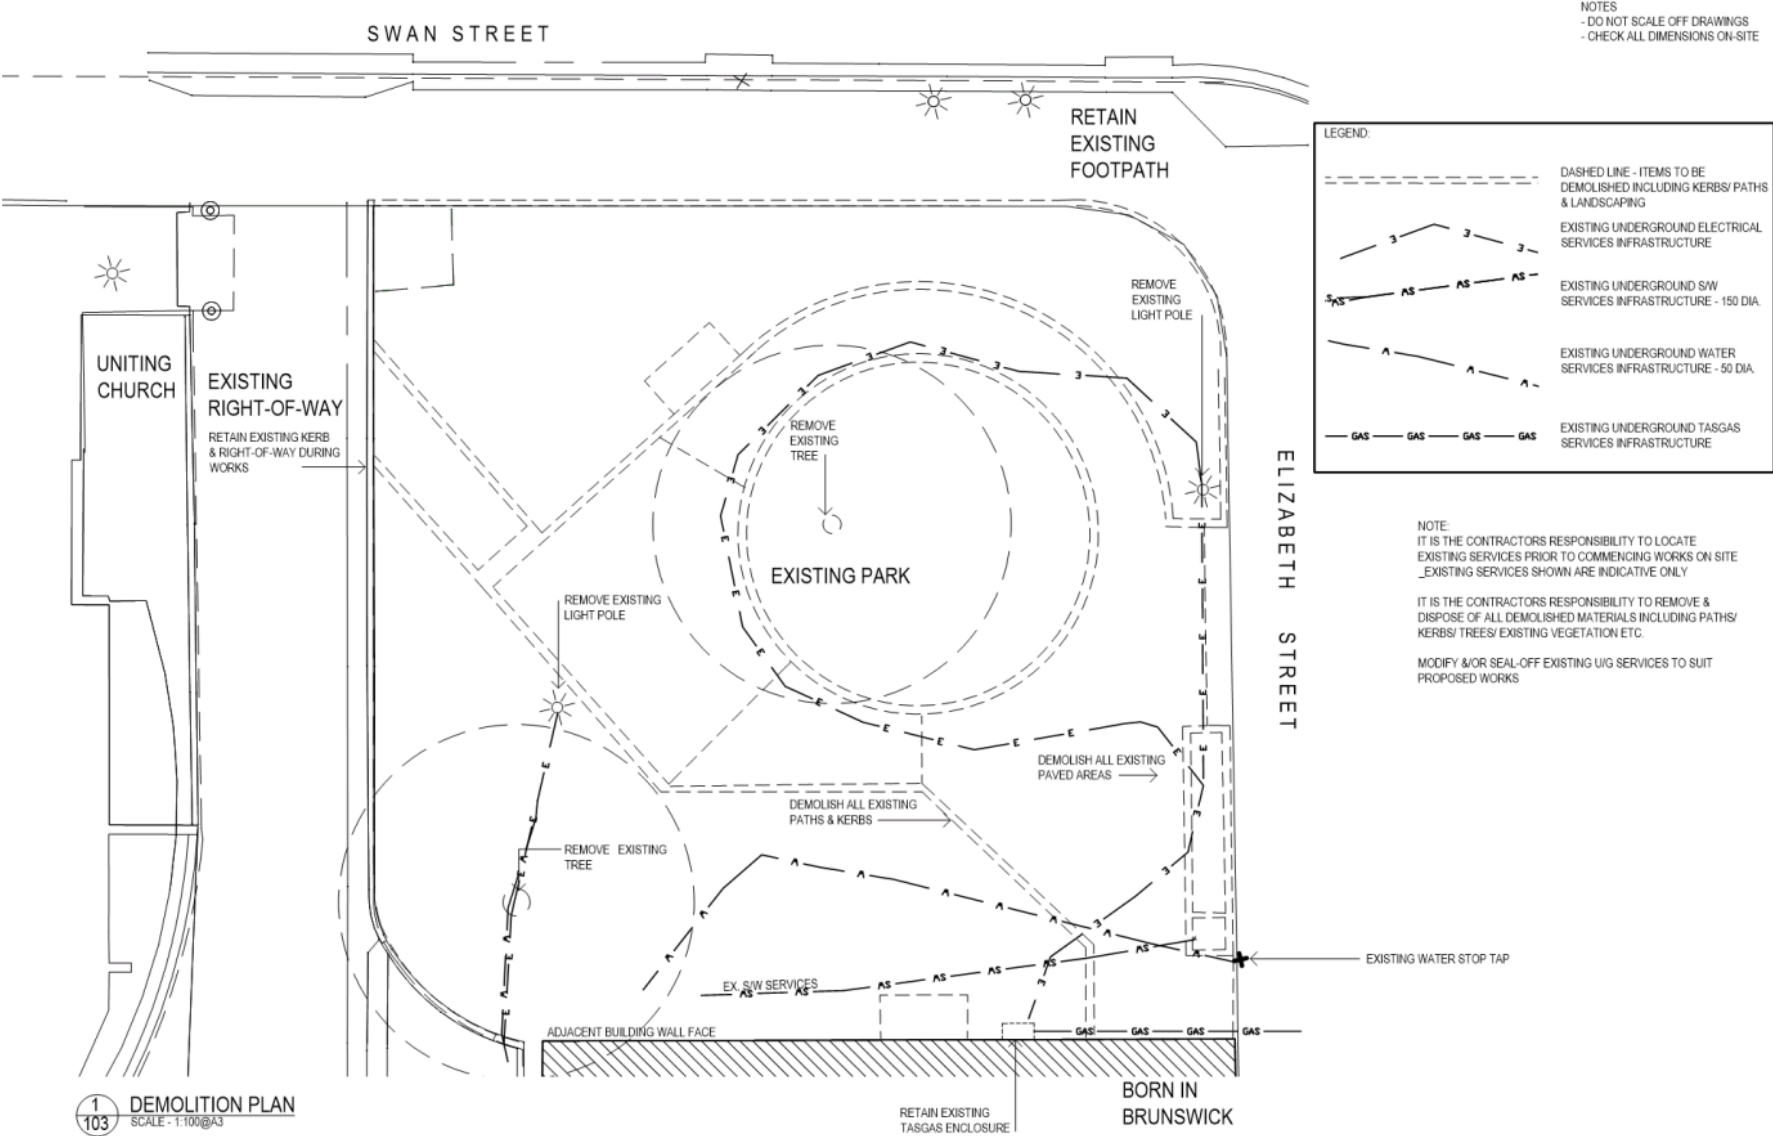 SWAN STREET
NOTES
- DO NOT SCALE OFF DRAWINGS
- CHECK ALL DIMENSIONS ON-SITE
RETAIN
EXISTING
FOOTPATH
LEGEND:
DASHED LINE - ITEMS TO BE
DEMOLISHED INCLUDING KERBS/ PATHS
& LANDSCAPING
EXISTING UNDERGROUND ELECTRICAL
SERVICES INFRASTRUCTURE
EXISTING UNDERGROUND S/W
SERVICES INFRASTRUCTURE - 150 DIA.
EXISTING UNDERGROUND WATER
SERVICES INFRASTRUCTURE - 50 DIA.
GAS GAS GAS GAS
EXISTING UNDERGROUND TASGAS
SERVICES INFRASTRUCTURE
REMOVE
EXISTING
LIGHT POLE
UNITING
CHURCH
EXISTING
RIGHT-OF-WAY
RETAIN EXISTING KERB
& RIGHT-OF-WAY DURING
WORKS
REMOVE
EXISTING
TREE
EXISTING PARK
ELIZABETH STREET
NOTE:
IT IS THE CONTRACTORS RESPONSIBILITY TO LOCATE
EXISTING SERVICES PRIOR TO COMMENCING WORKS ON SITE
_EXISTING SERVICES SHOWN ARE INDICATIVE ONLY
IT IS THE CONTRACTORS RESPONSIBILITY TO REMOVE &
DISPOSE OF ALL DEMOLISHED MATERIALS INCLUDING PATHS/
KERBS/ TREES/ EXISTING VEGETATION ETC.
MODIFY &/OR SEAL-OFF EXISTING U/G SERVICES TO SUIT
PROPOSED WORKS
REMOVE EXISTING
LIGHT POLE
DEMOLISH ALL EXISTING
PAVED AREAS
DEMOLISH ALL EXISTING
PATHS & KERBS
REMOVE EXISTING
TREE
EXISTING WATER STOP TAP
EX. S/W SERVICES
ADJACENT BUILDING WALL FACE
GAS GAS GAS GAS
BORN IN
BRUNSWICK
RETAIN EXISTING
TASGAS ENCLOSURE
1
103
DEMOLITION PLAN
SCALE - 1:100@A3